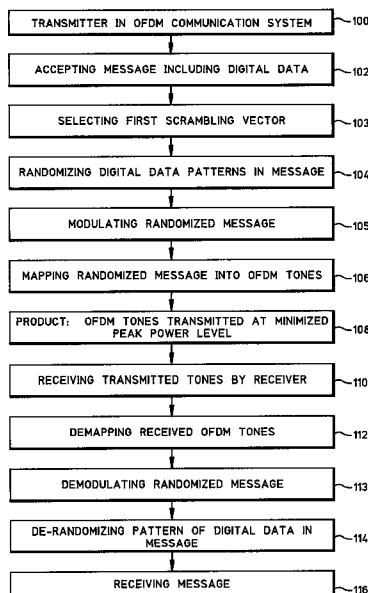 TRANSMITTER IN OFDM COMMUNICATION SYSTEM 100
ACCEPTING MESSAGE INCLUDING DIGITAL DATA 102
SELECTING FIRST SCRAMBLING VECTOR 103
RANDOMIZING DIGITAL DATA PATTERNS IN MESSAGE 104
MODULATING RANDOMIZED MESSAGE 105
MAPPING RANDOMIZED MESSAGE INTO OFDM TONES 106
PRODUCT: OFDM TONES TRANSMITTED AT MINIMIZED
PEAK POWER LEVEL 108
RECEIVING TRANSMITTED TONES BY RECEIVER 110
DEMAPPING RECEIVED OFDM TONES 112
DEMODULATING RANDOMIZED MESSAGE 113
DE-RANDOMIZING PATTERN OF DIGITAL DATA IN
MESSAGE 114
RECEIVING MESSAGE 116